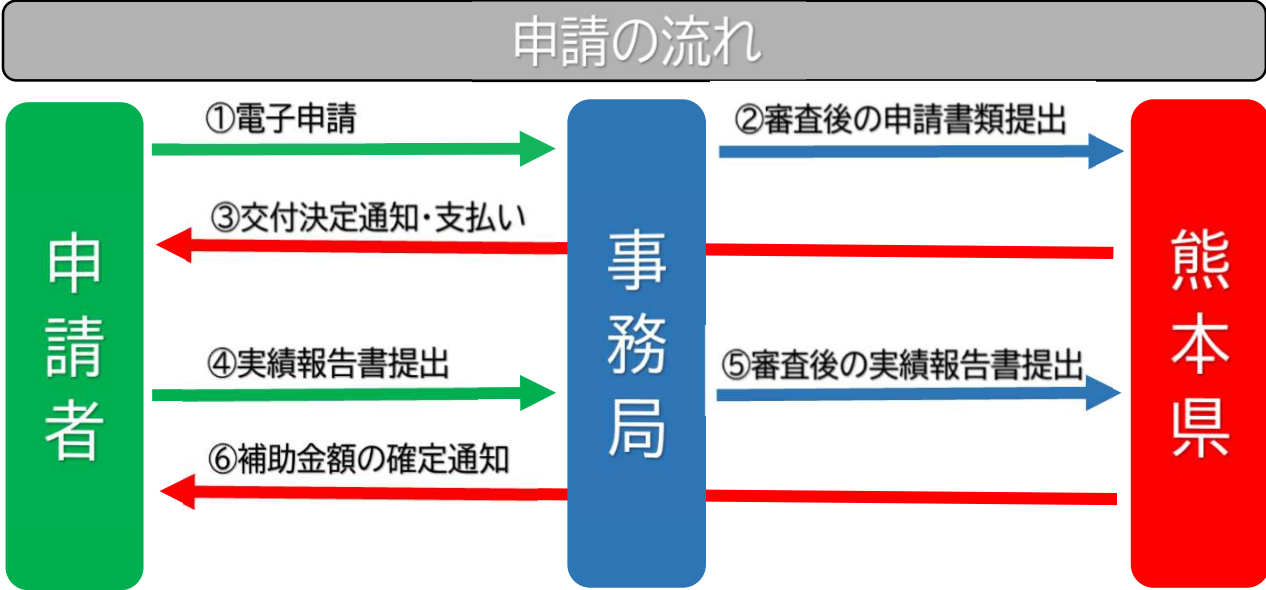 申請の流れ
申請者
事務局
熊本県
①電子申請
②審査後の申請書類提出
③交付決定通知・支払い
④実績報告書提出
⑤審査後の実績報告書提出
⑥補助金額の確定通知